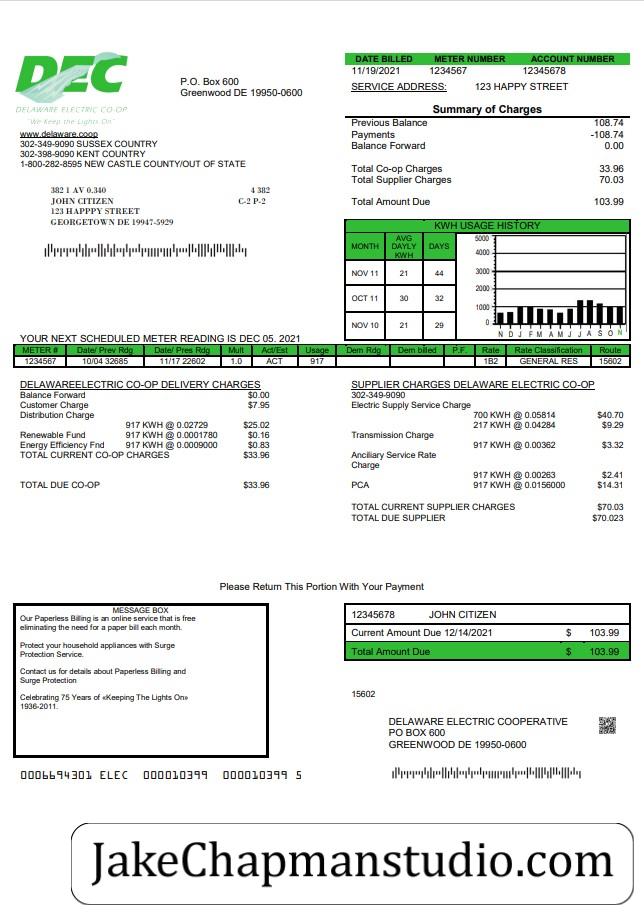 DEC
DELAWARE ELECTRIC CO-OP
"We Keep the Lights On"
P.O. Box 600
Greenwood DE 19950-0600
www.delaware.coop
302-349-9090 SUSSEX COUNTRY
302-398-9090 KENT COUNTRY
1-800-282-8595 NEW CASTLE COUNTY/OUT OF STATE
382 1 AV 0.340 4 382
JOHN CITIZEN C-2 P-2
123 HAPPPY STREET
GEORGETOWN DE 19947-5929
DATE BILLED METER NUMBER ACCOUNT NUMBER
11/19/2021 1234567 12345678
SERVICE ADDRESS: 123 HAPPY STREET
Summary of Charges
Previous Balance 108.74
Payments -108.74
Balance Forward 0.00
Total Co-op Charges 33.96
Total Supplier Charges 70.03
Total Amount Due 103.99
KWH USAGE HISTORY
MONTH AVG DAYLY KWH DAYS
NOV 11 21 44
OCT 11 30 32
NOV 10 21 29
5000
4000
3000
2000
1000
0
N D J F M A M J J A S O N
YOUR NEXT SCHEDULED METER READING IS DEC 05. 2021
METER # Date/ Prev Rdg Date/ Pres Rdg Mult Act/Est Usage Dem Rdg Dem billed P.F. Rate Rate Classification Route
1234567 10/04 32685 11/17 22602 1.0 ACT 917 1B2 GENERAL RES 15602
DELAWAREELECTRIC CO-OP DELIVERY CHARGES
Balance Forward $0.00
Customer Charge $7.95
Distribution Charge
917 KWH @ 0.02729 $25.02
Renewable Fund 917 KWH @ 0.0001780 $0.16
Energy Efficiency Fnd 917 KWH @ 0.0009000 $0.83
TOTAL CURRENT CO-OP CHARGES $33.96
TOTAL DUE CO-OP $33.96
SUPPLIER CHARGES DELAWARE ELECTRIC CO-OP
302-349-9090
Electric Supply Service Charge
700 KWH @ 0.05814 $40.70
217 KWH @ 0.04284 $9.29
Transmission Charge
917 KWH @ 0.00362 $3.32
Anciliary Service Rate
Charge
917 KWH @ 0.00263 $2.41
PCA 917 KWH @ 0.0156000 $14.31
TOTAL CURRENT SUPPLIER CHARGES $70.03
TOTAL DUE SUPPLIER $70.023
Please Return This Portion With Your Payment
MESSAGE BOX
Our Paperless Billing is an online service that is free
eliminating the need for a paper bill each month.
Protect your household appliances with Surge
Protection Service.
Contact us for details about Paperless Billing and
Surge Protection
Celebrating 75 Years of «Keeping The Lights On»
1936-2011.
12345678 JOHN CITIZEN
Current Amount Due 12/14/2021 $ 103.99
Total Amount Due $ 103.99
15602
DELAWARE ELECTRIC COOPERATIVE
PO BOX 600
GREENWOOD DE 19950-0600
0006694301 ELEC 000010399 000010399 5
JakeChapmanstudio.com